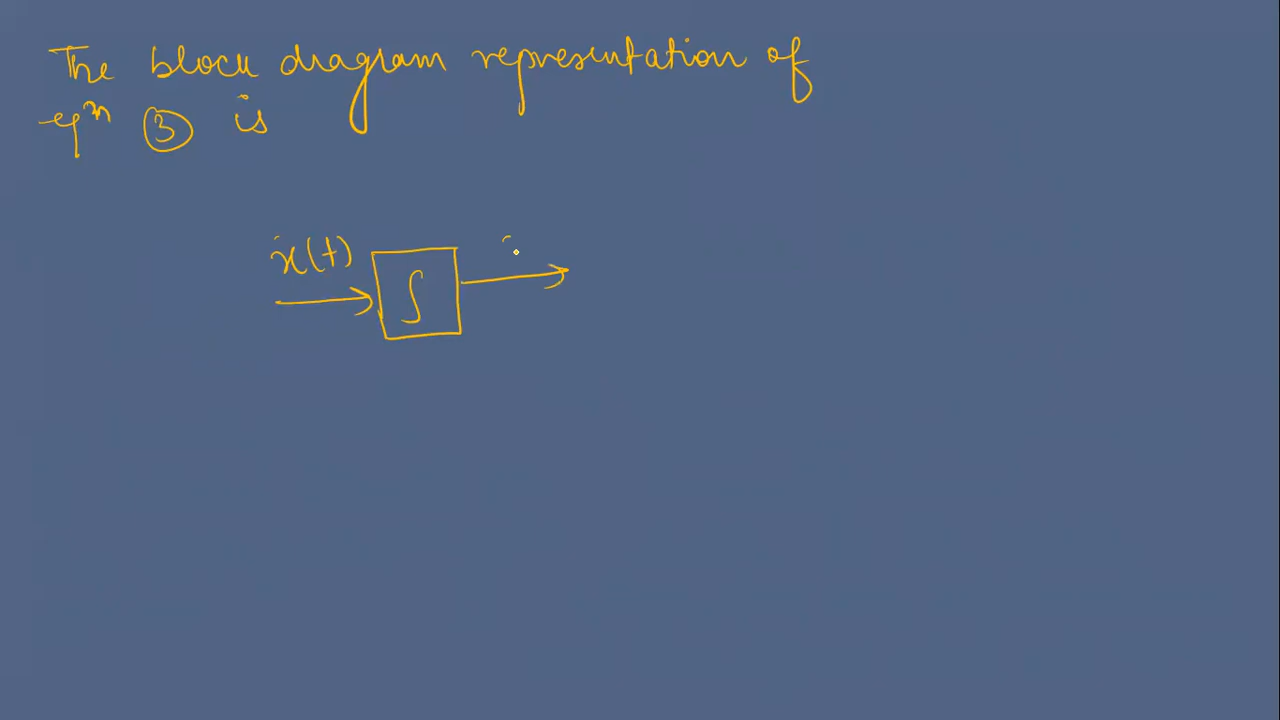 The block diagram representation of
eqⁿ ③ is
ẋ(t)
∫